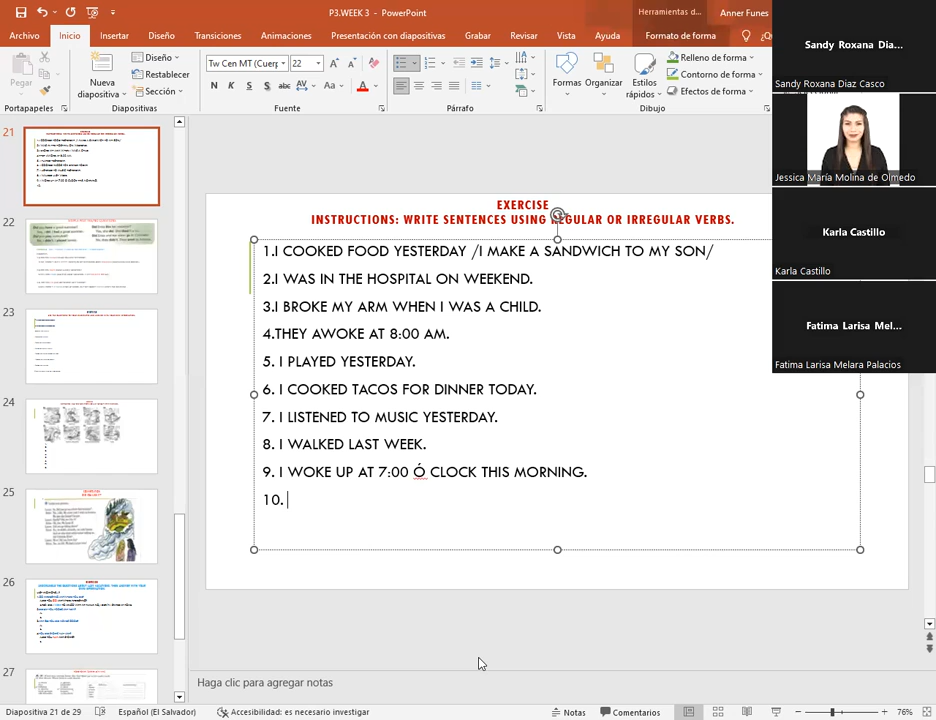 P3.WEEK 3 - PowerPoint
Herramientas d...
Anner Funes
Archivo Inicio Insertar Diseño Transiciones Animaciones Presentación con diapositivas Grabar Revisar Vista Ayuda Formato de forma
Pegar
Nueva
diapositiva
Diseño
Restablecer
Sección
Tw Cen MT (Cuerp 22
N K S S ab AV Aa A
Formas Organizar Estilos
rápidos
Relleno de forma
Contorno de forma
Efectos de forma
Portapapeles Diapositivas Fuente Párrafo Dibujo
Sandy Roxana Dia...
Sandy Roxana Diaz Casco
Jessica María Molina de Olmedo
Karla Castillo
Karla Castillo
Fatima Larisa Mel...
Fatima Larisa Melara Palacios
21
22
23
24
25
26
27
EXERCISE
INSTRUCTIONS: WRITE SENTENCES USING REGULAR OR IRREGULAR VERBS.
1.I COOKED FOOD YESTERDAY /I MAKE A SANDWICH TO MY SON/
2.I WAS IN THE HOSPITAL ON WEEKEND.
3.I BROKE MY ARM WHEN I WAS A CHILD.
4.THEY AWOKE AT 8:00 AM.
5. I PLAYED YESTERDAY.
6. I COOKED TACOS FOR DINNER TODAY.
7. I LISTENED TO MUSIC YESTERDAY.
8. I WALKED LAST WEEK.
9. I WOKE UP AT 7:00 Ó CLOCK THIS MORNING.
10.
Haga clic para agregar notas
Diapositiva 21 de 29 Español (El Salvador) Accesibilidad: es necesario investigar Notas Comentarios 76%